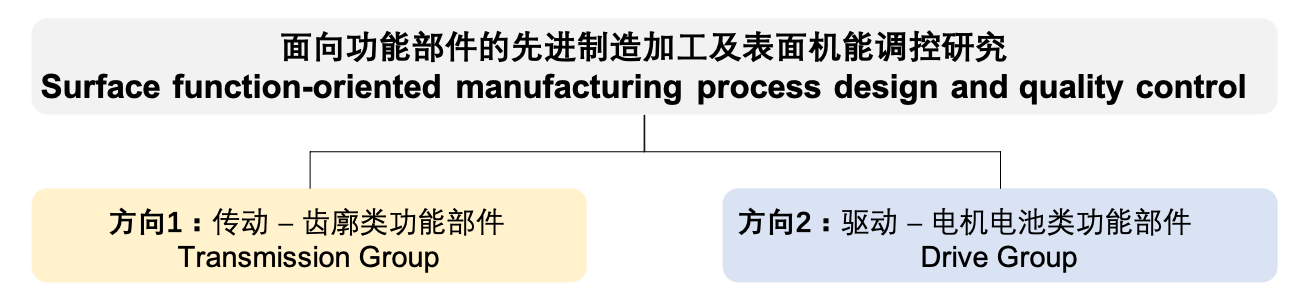 面向功能部件的先进制造加工及表面机能调控研究
Surface function-oriented manufacturing process design and quality control
方向1：传动 – 齿廓类功能部件
Transmission Group
方向2：驱动 – 电机电池类功能部件
Drive Group